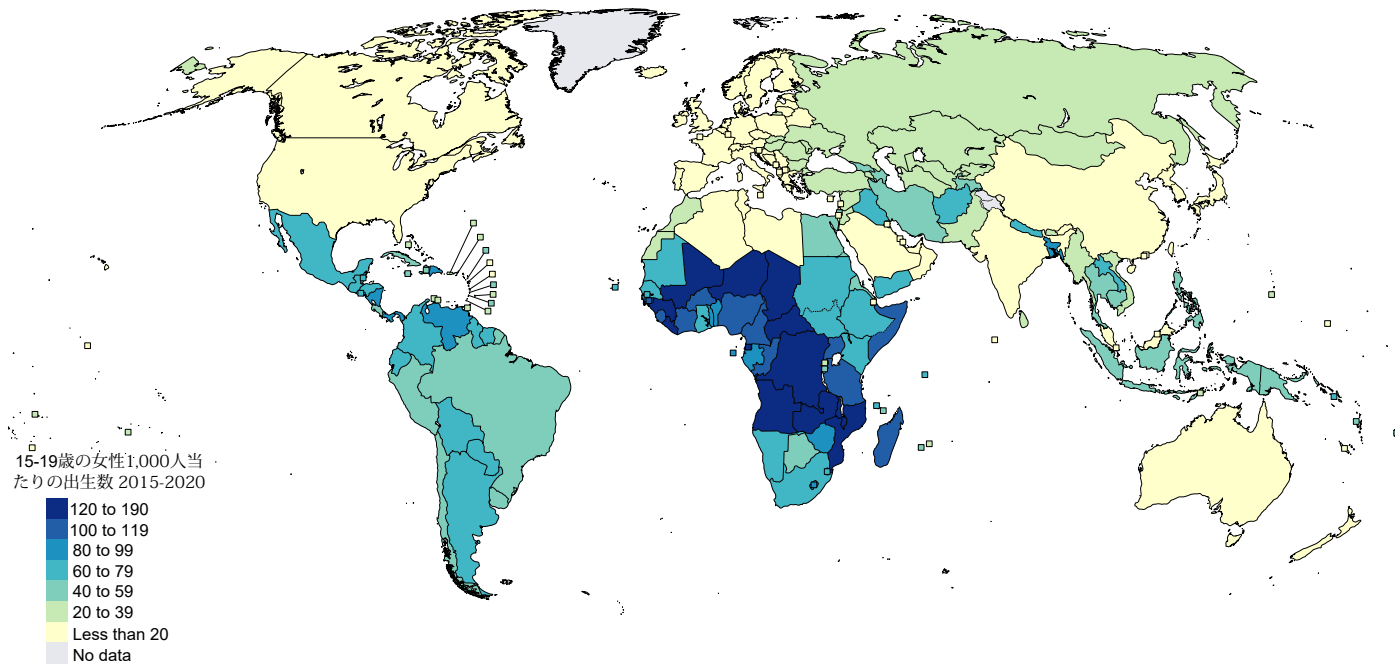 15-19歳の女性1,000人当
たりの出生数 2015-2020
120 to 190
100 to 119
80 to 99
60 to 79
40 to 59
20 to 39
Less than 20
No data